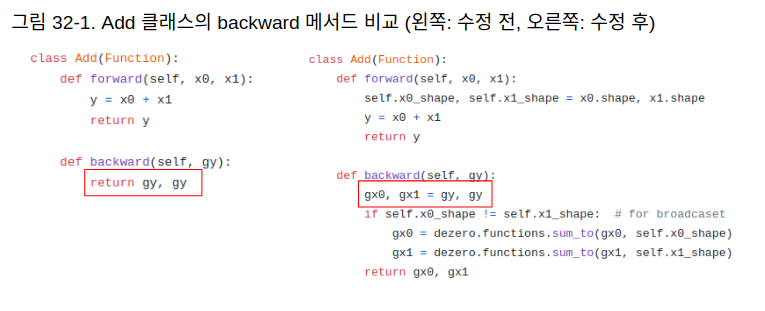 그림 32-1. Add 클래스의 backward 메서드 비교 (왼쪽: 수정 전, 오른쪽: 수정 후)
class Add(Function):
    def forward(self, x0, x1):
        y = x0 + x1
        return y
    def backward(self, gy):
        return gy, gy
class Add(Function):
    def forward(self, x0, x1):
        self.x0_shape, self.x1_shape = x0.shape, x1.shape
        y = x0 + x1
        return y
    def backward(self, gy):
        gx0, gx1 = gy, gy
        if self.x0_shape != self.x1_shape:  # for broadcaset
            gx0 = dezero.functions.sum_to(gx0, self.x0_shape)
            gx1 = dezero.functions.sum_to(gx1, self.x1_shape)
        return gx0, gx1